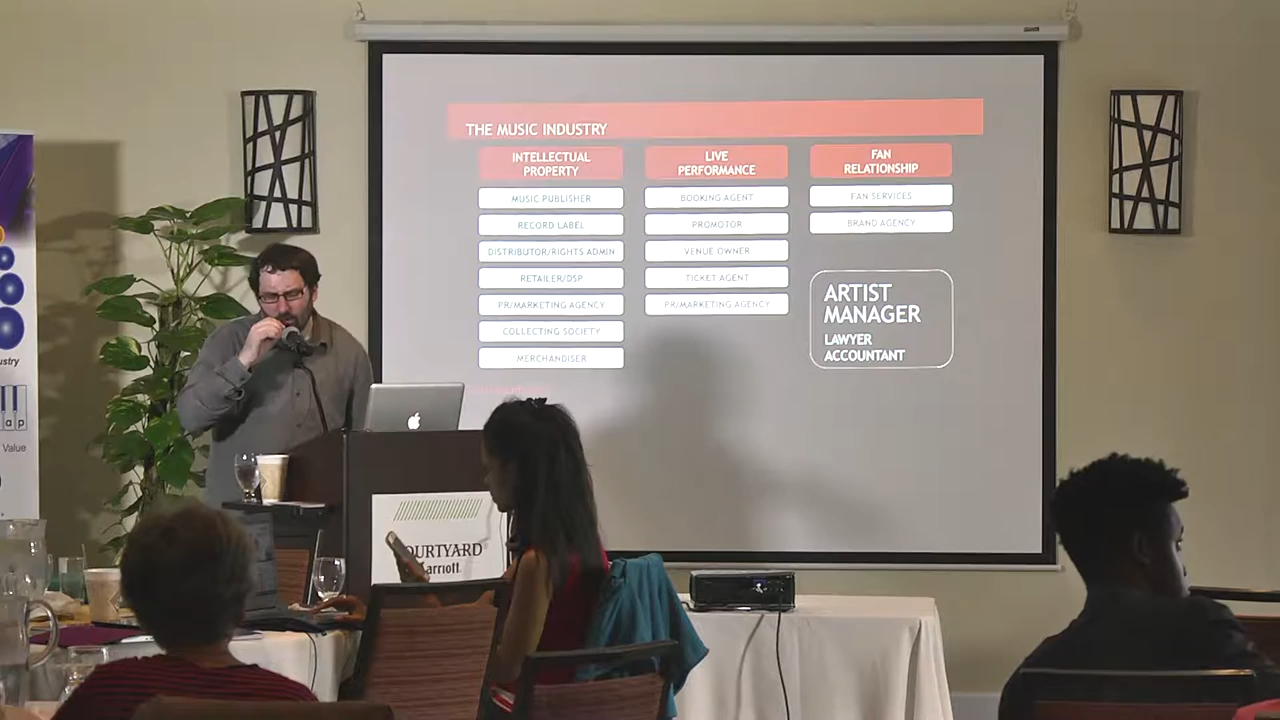 THE MUSIC INDUSTRY
INTELLECTUAL
PROPERTY
MUSIC PUBLISHER
RECORD LABEL
DISTRIBUTOR/RIGHTS ADMIN
RETAILER/DSP
PR/MARKETING AGENCY
COLLECTING SOCIETY
MERCHANDISER
LIVE
PERFORMANCE
BOOKING AGENT
PROMOTOR
VENUE OWNER
TICKET AGENT
PR/MARKETING AGENCY
FAN
RELATIONSHIP
FAN SERVICES
BRAND AGENCY
ARTIST
MANAGER
LAWYER
ACCOUNTANT
ustry
a p
Value
OURTYARD
arriott